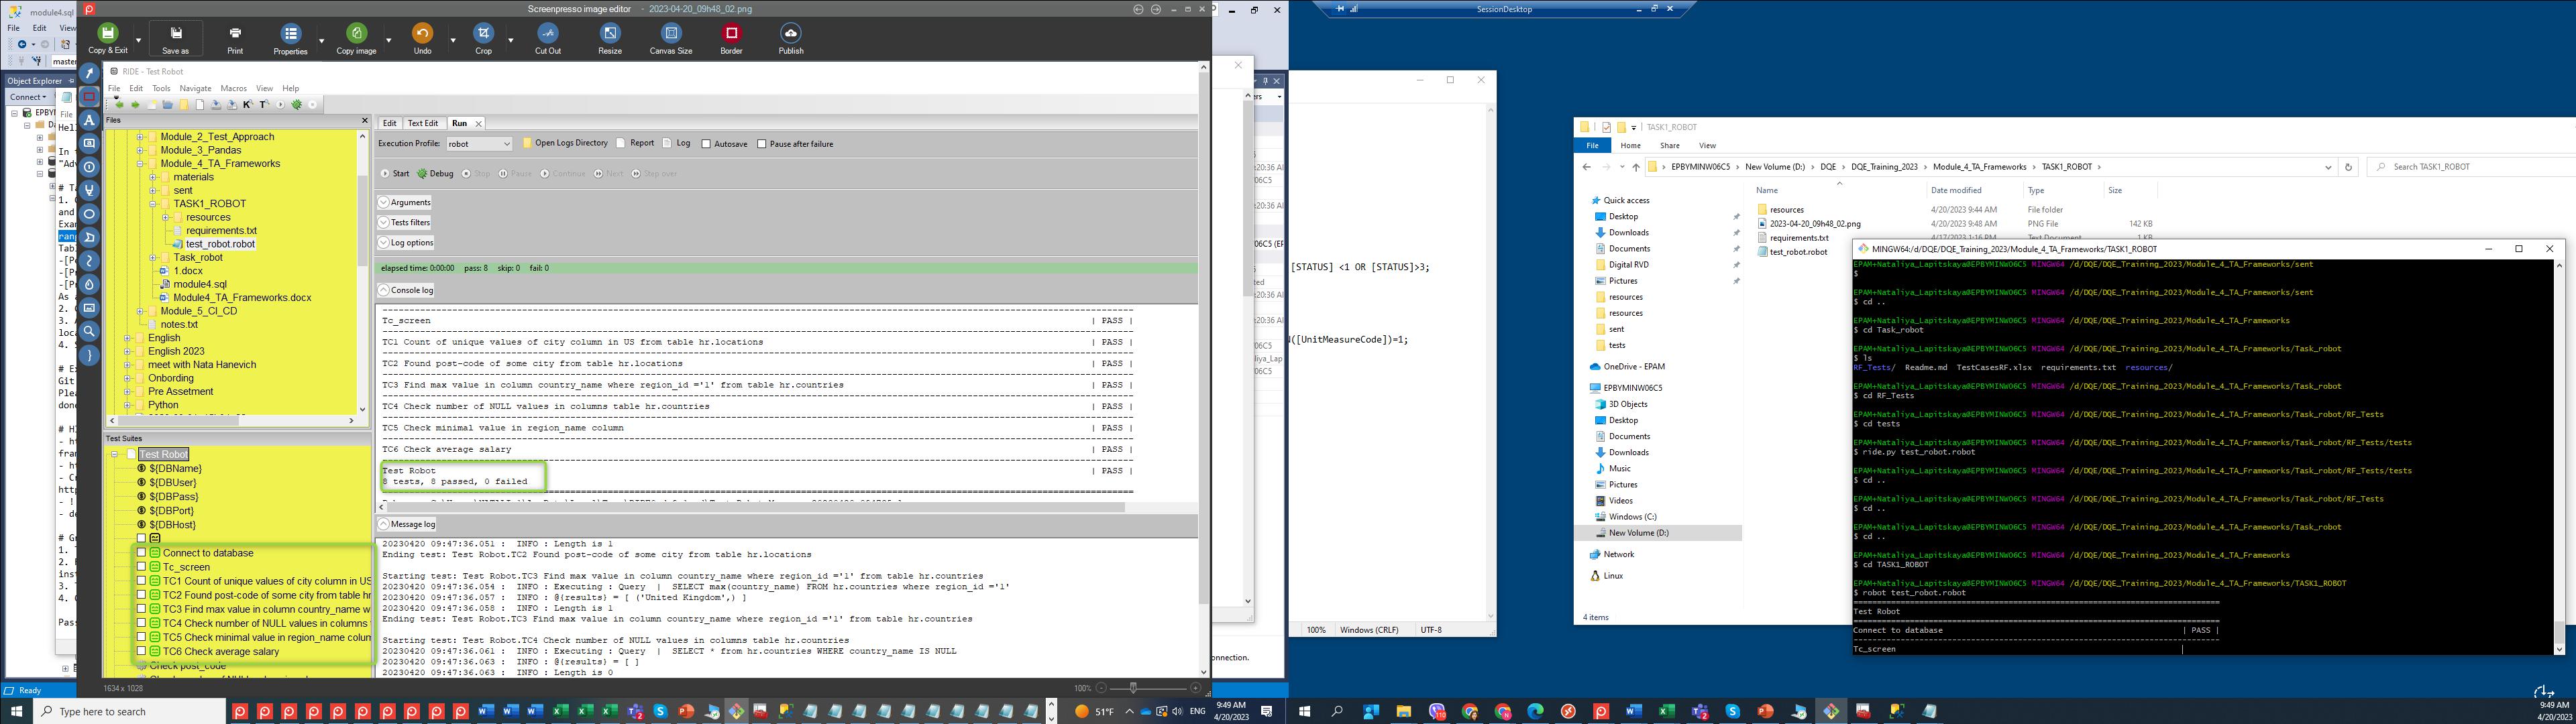 module4.sql
File Edit
master
Object Explorer
Connect
Screenpresso image editor - 2023-04-20_09h48_02.png
Copy & Exit Save as Print Properties Copy image Undo Crop Cut Out Resize Canvas Size Border Publish
RIDE - Test Robot
File Edit Tools Navigate Macros View Help
Files
Module_2_Test_Approach
Module_3_Pandas
Module_4_TA_Frameworks
materials
sent
TASK1_ROBOT
resources
requirements.txt
test_robot.robot
Task_robot
1.docx
module4.sql
Module4_TA_Frameworks.docx
Module_5_CI_CD
notes.txt
English
English 2023
meet with Nata Hanevich
Onbording
Pre Assetment
Python
Test Suites
Test Robot
${DBName}
${DBUser}
${DBPass}
${DBPort}
${DBHost}
Connect to database
Tc_screen
TC1 Count of unique values of city column in US
TC2 Found post-code of some city from table hr
TC3 Find max value in column country_name w
TC4 Check number of NULL values in columns
TC5 Check minimal value in region_name colum
TC6 Check average salary
Check post_code
Edit Text Edit Run
Execution Profile: robot Open Logs Directory Report Log Autosave Pause after failure
Start Debug Stop Pause Continue Next Step over
Arguments
Tests filters
Log options
elapsed time: 0:00:00 pass: 8 skip: 0 fail: 0
Console log
Tc_screen | PASS |
TC1 Count of unique values of city column in US from table hr.locations | PASS |
TC2 Found post-code of some city from table hr.locations | PASS |
TC3 Find max value in column country_name where region_id ='1' from table hr.countries | PASS |
TC4 Check number of NULL values in columns table hr.countries | PASS |
TC5 Check minimal value in region_name column | PASS |
TC6 Check average salary | PASS |
Test Robot | PASS |
8 tests, 8 passed, 0 failed
Message log
20230420 09:47:36.051 : INFO : Length is 1
Ending test: Test Robot.TC2 Found post-code of some city from table hr.locations
Starting test: Test Robot.TC3 Find max value in column country_name where region_id ='1' from table hr.countries
20230420 09:47:36.054 : INFO : Executing : Query | SELECT max(country_name) FROM hr.countries where region_id ='1'
20230420 09:47:36.057 : INFO : @{results} = [ ('United Kingdom',) ]
20230420 09:47:36.058 : INFO : Length is 1
Ending test: Test Robot.TC3 Find max value in column country_name where region_id ='1' from table hr.countries
Starting test: Test Robot.TC4 Check number of NULL values in columns table hr.countries
20230420 09:47:36.061 : INFO : Executing : Query | SELECT * from hr.countries WHERE country_name IS NULL
20230420 09:47:36.063 : INFO : @{results} = [ ]
20230420 09:47:36.063 : INFO : Length is 0
1634 x 1028
100%
Ready
[STATUS] <1 OR [STATUS]>3;
([UnitMeasureCode])=1;
100% Windows (CRLF) UTF-8
onnection.
SessionDesktop
TASK1_ROBOT
File Home Share View
EPBYMINW06C5 > New Volume (D:) > DQE > DQE_Training_2023 > Module_4_TA_Frameworks > TASK1_ROBOT >
Search TASK1_ROBOT
Name Date modified Type Size
resources 4/20/2023 9:44 AM File folder
2023-04-20_09h48_02.png 4/20/2023 9:48 AM PNG File 142 KB
requirements.txt 4/17/2023 1:16 PM Text Document 1 KB
test_robot.robot
Quick access
Desktop
Downloads
Documents
Digital RVD
Pictures
resources
resources
sent
tests
OneDrive - EPAM
EPBYMINW06C5
3D Objects
Desktop
Documents
Downloads
Music
Pictures
Videos
Windows (C:)
New Volume (D:)
Network
Linux
4 items
MINGW64:/d/DQE/DQE_Training_2023/Module_4_TA_Frameworks/TASK1_ROBOT
EPAM+Nataliya_Lapitskaya@EPBYMINW06C5 MINGW64 /d/DQE/DQE_Training_2023/Module_4_TA_Frameworks/sent
$
EPAM+Nataliya_Lapitskaya@EPBYMINW06C5 MINGW64 /d/DQE/DQE_Training_2023/Module_4_TA_Frameworks/sent
$ cd ..
EPAM+Nataliya_Lapitskaya@EPBYMINW06C5 MINGW64 /d/DQE/DQE_Training_2023/Module_4_TA_Frameworks
$ cd Task_robot
EPAM+Nataliya_Lapitskaya@EPBYMINW06C5 MINGW64 /d/DQE/DQE_Training_2023/Module_4_TA_Frameworks/Task_robot
$ ls
RF_Tests/ Readme.md TestCasesRF.xlsx requirements.txt resources/
EPAM+Nataliya_Lapitskaya@EPBYMINW06C5 MINGW64 /d/DQE/DQE_Training_2023/Module_4_TA_Frameworks/Task_robot
$ cd RF_Tests
EPAM+Nataliya_Lapitskaya@EPBYMINW06C5 MINGW64 /d/DQE/DQE_Training_2023/Module_4_TA_Frameworks/Task_robot/RF_Tests
$ cd tests
EPAM+Nataliya_Lapitskaya@EPBYMINW06C5 MINGW64 /d/DQE/DQE_Training_2023/Module_4_TA_Frameworks/Task_robot/RF_Tests/tests
$ ride.py test_robot.robot
EPAM+Nataliya_Lapitskaya@EPBYMINW06C5 MINGW64 /d/DQE/DQE_Training_2023/Module_4_TA_Frameworks/Task_robot/RF_Tests/tests
$ cd ..
EPAM+Nataliya_Lapitskaya@EPBYMINW06C5 MINGW64 /d/DQE/DQE_Training_2023/Module_4_TA_Frameworks/Task_robot/RF_Tests
$ cd ..
EPAM+Nataliya_Lapitskaya@EPBYMINW06C5 MINGW64 /d/DQE/DQE_Training_2023/Module_4_TA_Frameworks/Task_robot
$ cd ..
EPAM+Nataliya_Lapitskaya@EPBYMINW06C5 MINGW64 /d/DQE/DQE_Training_2023/Module_4_TA_Frameworks
$ cd TASK1_ROBOT
EPAM+Nataliya_Lapitskaya@EPBYMINW06C5 MINGW64 /d/DQE/DQE_Training_2023/Module_4_TA_Frameworks/TASK1_ROBOT
$ robot test_robot.robot
Test Robot
Connect to database | PASS |
Tc_screen |
Type here to search
51°F
ENG
9:49 AM
4/20/2023
9:49 AM
4/20/2023